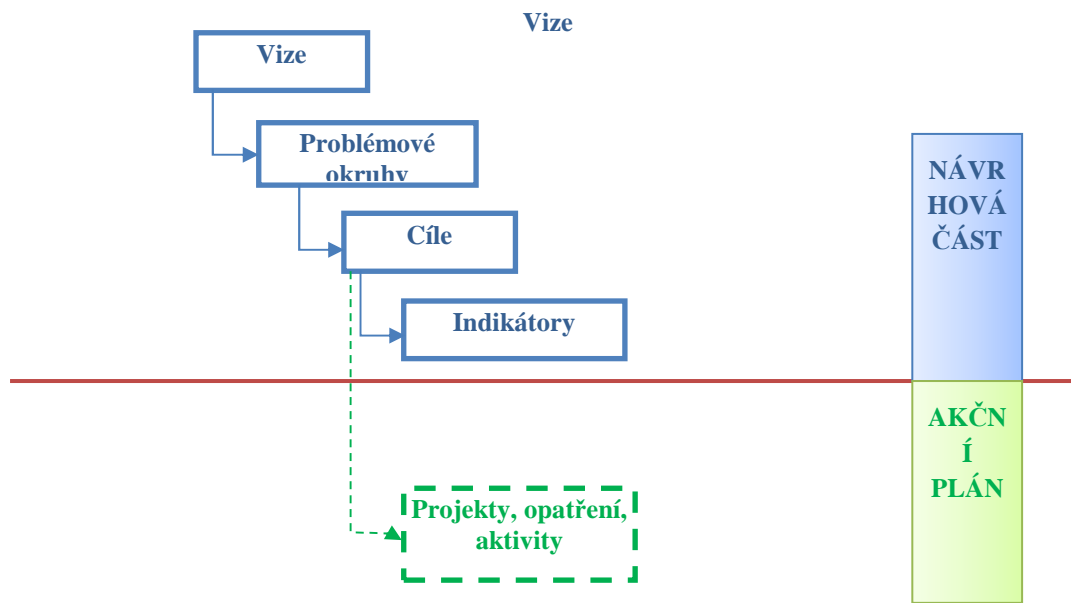 Vize
Vize
Problémové
okruhy
NÁVR
HOVÁ
ČÁST
Cíle
Indikátory
AKČN
Í
PLÁN
Projekty, opatření,
aktivity